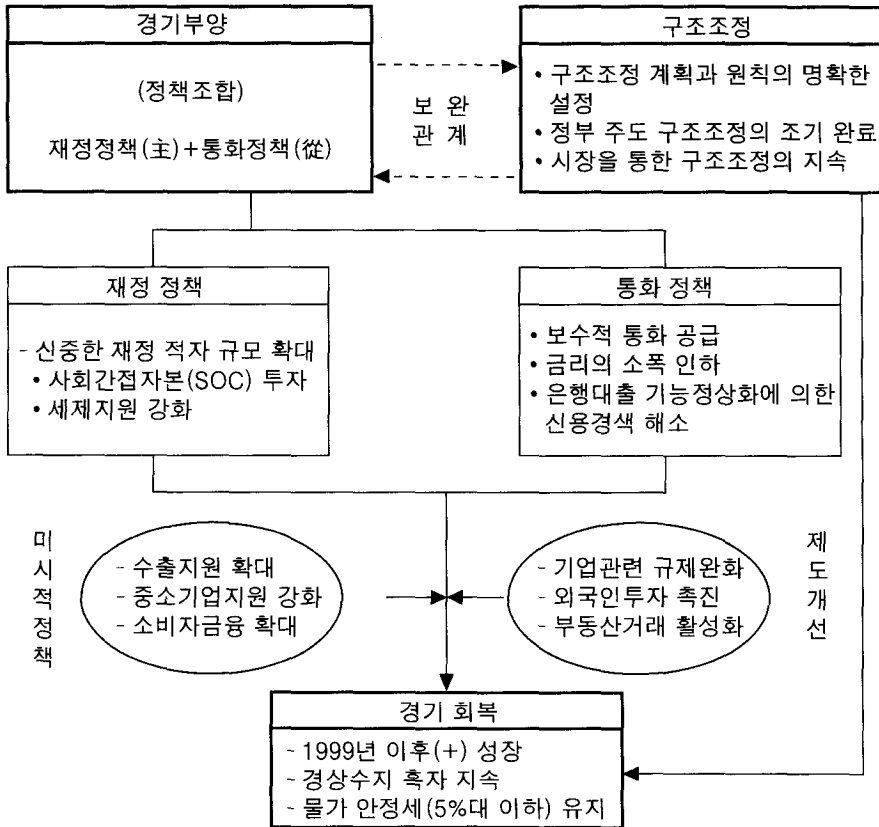 경기부양
(정책조합)
재정정책(主)+통화정책(從)
보 완
관 계
구조조정
• 구조조정 계획과 원칙의 명확한
설정
• 정부 주도 구조조정의 조기 완료
• 시장을 통한 구조조정의 지속
재정 정책
- 신중한 재정 적자 규모 확대
• 사회간접자본(SOC) 투자
• 세제지원 강화
통화 정책
• 보수적 통화 공급
• 금리의 소폭 인하
• 은행대출 기능정상화에 의한
신용경색 해소
미
시
적
정
책
- 수출지원 확대
- 중소기업지원 강화
- 소비자금융 확대
- 기업관련 규제완화
- 외국인투자 촉진
- 부동산거래 활성화
제
도
개
선
경기 회복
- 1999년 이후(+) 성장
- 경상수지 흑자 지속
- 물가 안정세(5%대 이하) 유지